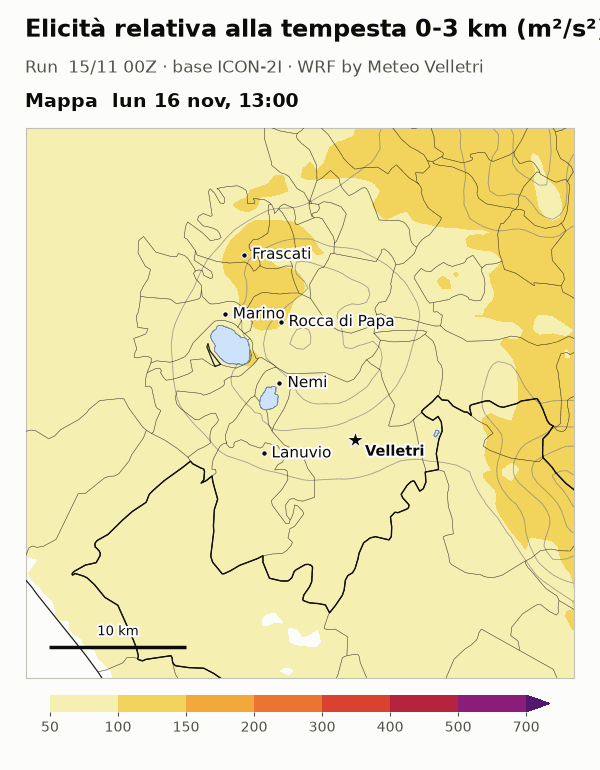 Elicità relativa alla tempesta 0-3 km (m²/s²)
Run 15/11 00Z · base ICON-2I · WRF by Meteo Velletri
Mappa lun 16 nov, 13:00
Frascati
Marino
Rocca di Papa
Nemi
Velletri
Lanuvio
10 km
50 100 150 200 300 400 500 700